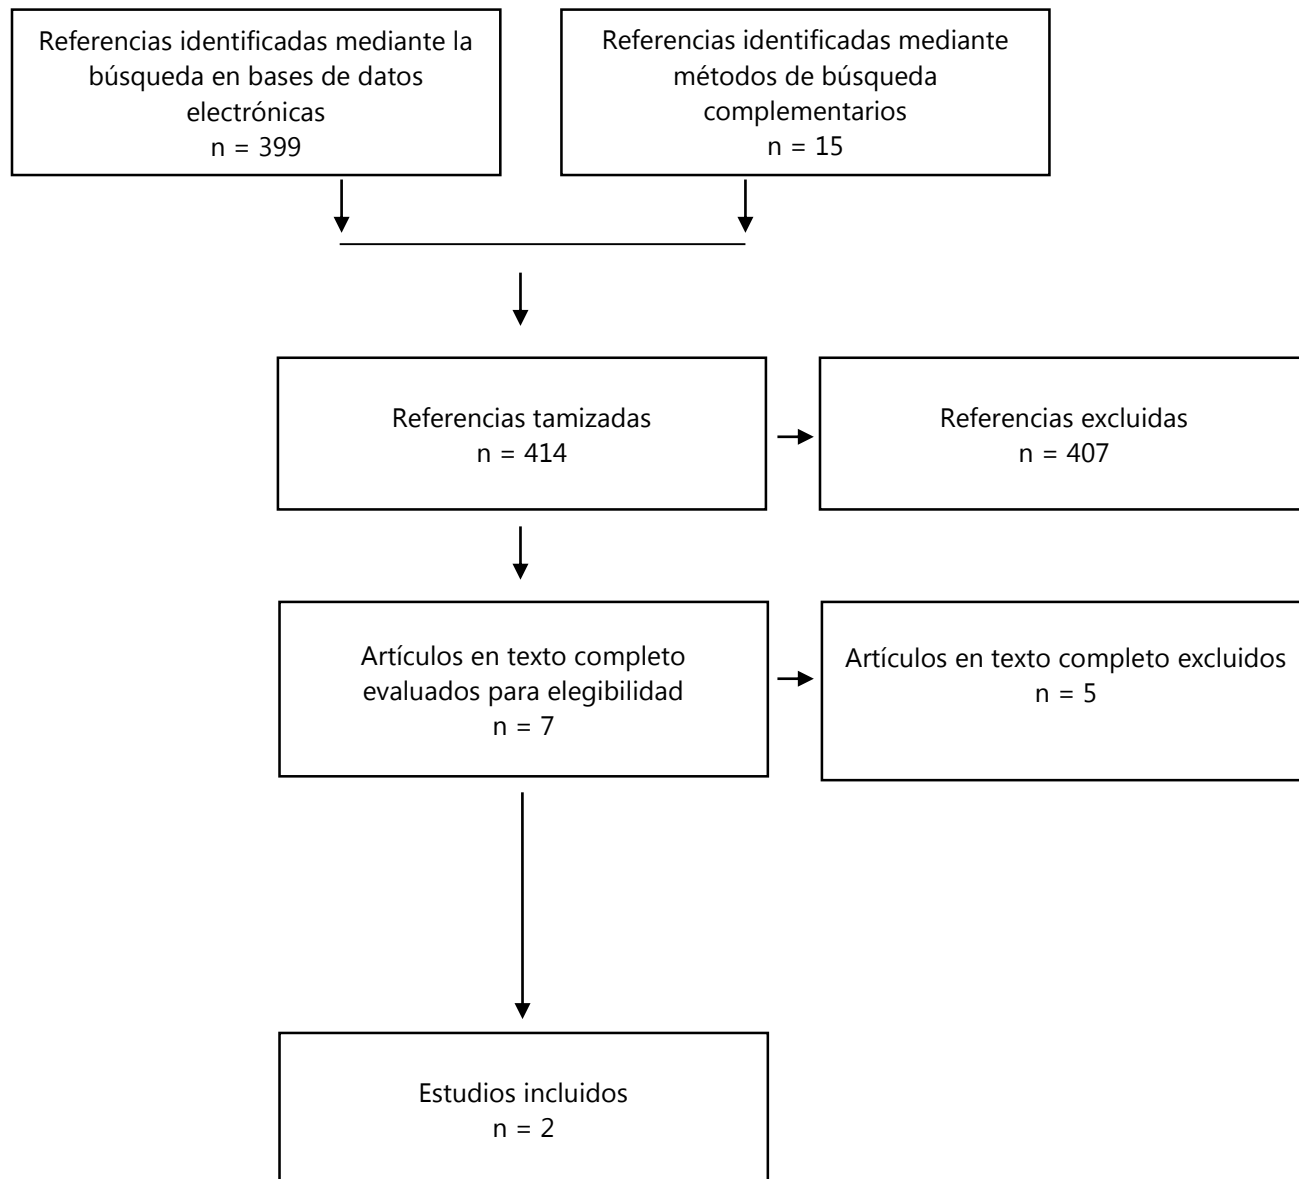 Referencias identificadas mediante la
búsqueda en bases de datos
electrónicas
n = 399
Referencias identificadas mediante
métodos de búsqueda
complementarios
n = 15
Referencias tamizadas
n = 414
Referencias excluidas
n = 407
Artículos en texto completo
evaluados para elegibilidad
n = 7
Artículos en texto completo excluidos
n = 5
Estudios incluidos
n = 2